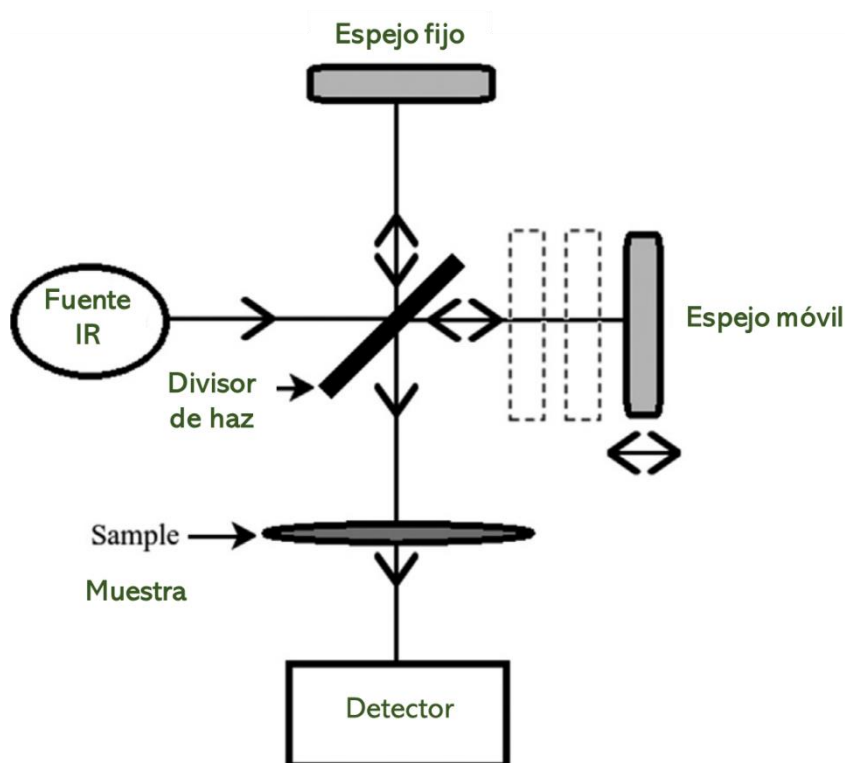 Espejo fijo
Fuente
IR
Espejo móvil
Divisor
de haz
Sample
Muestra
Detector